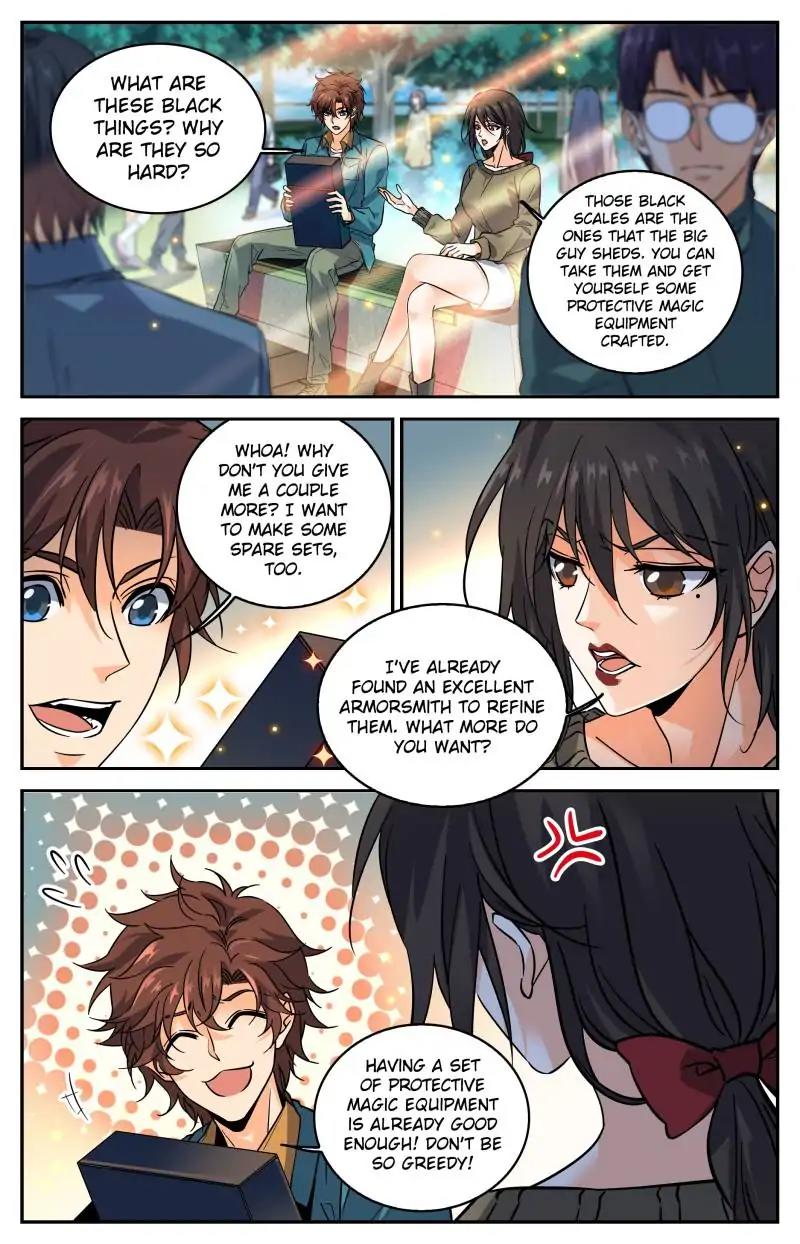 WHAT ARE
THESE BLACK
THINGS? WHY
ARE THEY SO
HARD?
THOSE BLACK
SCALES ARE THE
ONES THAT THE BIG
GUY SHEDS. YOU CAN
TAKE THEM AND GET
YOURSELF SOME
PROTECTIVE MAGIC
EQUIPMENT
CRAFTED.
WHOA! WHY
DON'T YOU GIVE
ME A COUPLE
MORE? I WANT
TO MAKE SOME
SPARE SETS,
TOO.
I'VE ALREADY
FOUND AN EXCELLENT
ARMORSMITH TO REFINE
THEM. WHAT MORE DO
YOU WANT?
HAVING A SET
OF PROTECTIVE
MAGIC EQUIPMENT
IS ALREADY GOOD
ENOUGH! DON'T BE
SO GREEDY!